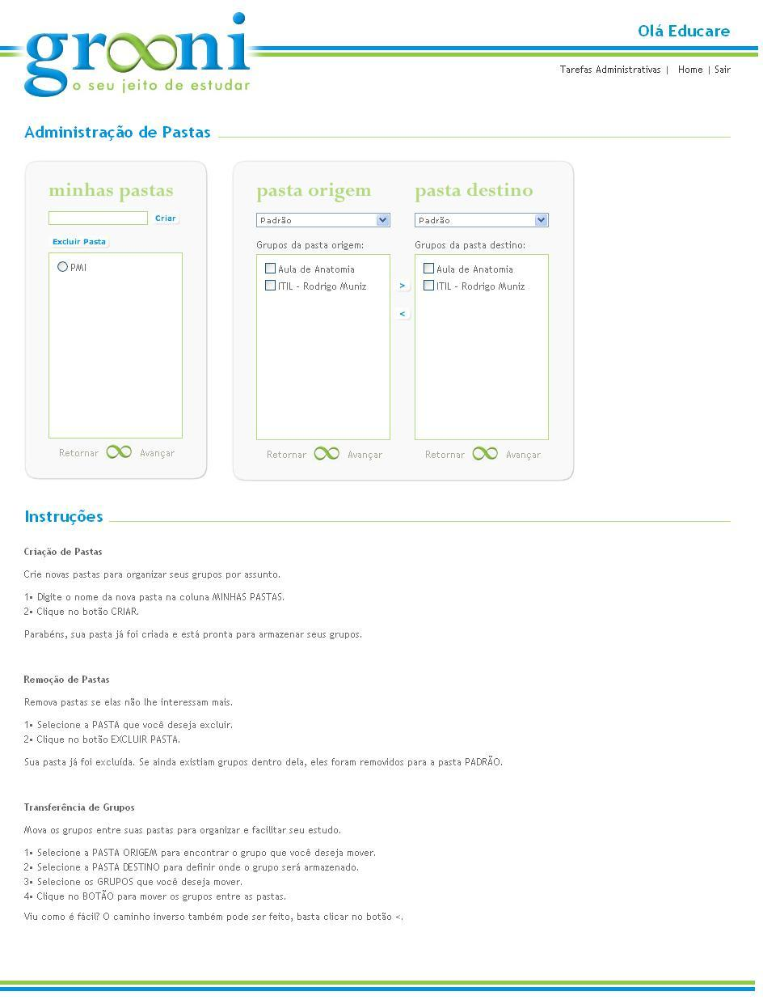 grooni
o seu jeito de estudar
Olá Educare
Tarefas Administrativas | Home | Sair
Administração de Pastas
minhas pastas
Criar
Excluir Pasta
PMI
Retornar Avançar
pasta origem
Padrão
Grupos da pasta origem:
Aula de Anatomia
ITIL - Rodrigo Muniz
Retornar Avançar
>
<
pasta destino
Padrão
Grupos da pasta destino:
Aula de Anatomia
ITIL - Rodrigo Muniz
Retornar Avançar
Instruções
Criação de Pastas
Crie novas pastas para organizar seus grupos por assunto.
1• Digite o nome da nova pasta na coluna MINHAS PASTAS.
2• Clique no botão CRIAR.
Parabéns, sua pasta já foi criada e está pronta para armazenar seus grupos.
Remoção de Pastas
Remova pastas se elas não lhe interessam mais.
1• Selecione a PASTA que você deseja excluir.
2• Clique no botão EXCLUIR PASTA.
Sua pasta já foi excluída. Se ainda existiam grupos dentro dela, eles foram removidos para a pasta PADRÃO.
Transferência de Grupos
Mova os grupos entre suas pastas para organizar e facilitar seu estudo.
1• Selecione a PASTA ORIGEM para encontrar o grupo que você deseja mover.
2• Selecione a PASTA DESTINO para definir onde o grupo será armazenado.
3• Selecione os GRUPOS que você deseja mover.
4• Clique no BOTÃO para mover os grupos entre as pastas.
Viu como é fácil? O caminho inverso também pode ser feito, basta clicar no botão <.